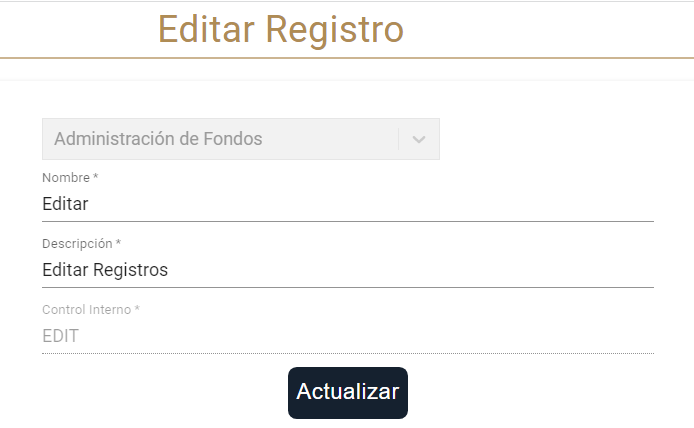 Editar Registro
Administración de Fondos
Nombre *
Editar
Descripción *
Editar Registros
Control Interno *
EDIT
Actualizar